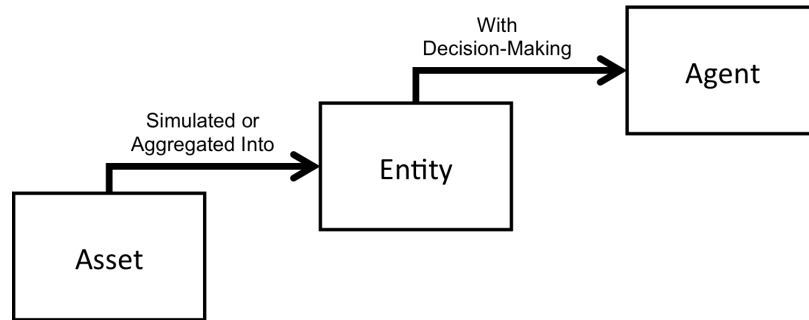 With
Decision-Making
Agent
Simulated or
Aggregated Into
Entity
Asset